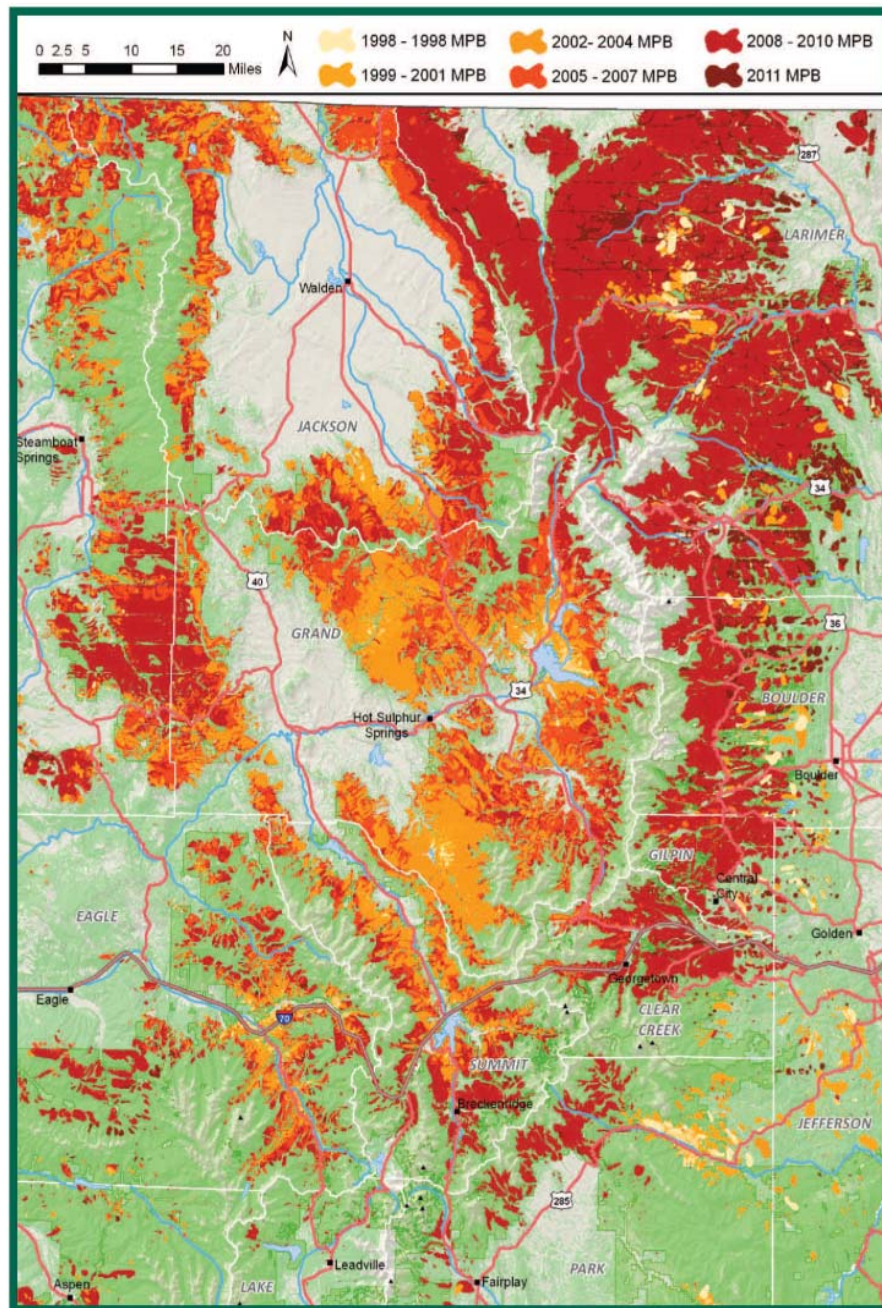 0 2.5 5 10 15 20
Miles
N
1998 - 1998 MPB
1999 - 2001 MPB
2002- 2004 MPB
2005 - 2007 MPB
2008 - 2010 MPB
2011 MPB
287
LARIMER
Walden
JACKSON
Steamboat
Springs
34
40
GRAND
36
34
BOULDER
Hot Sulphur
Springs
Boulder
GILPIN
Central
City
EAGLE
Golden
Georgetown
Eagle
70
CLEAR
CREEK
SUMMIT
Breckenridge
JEFFERSON
285
Leadville
PARK
Aspen
LAKE
Fairplay